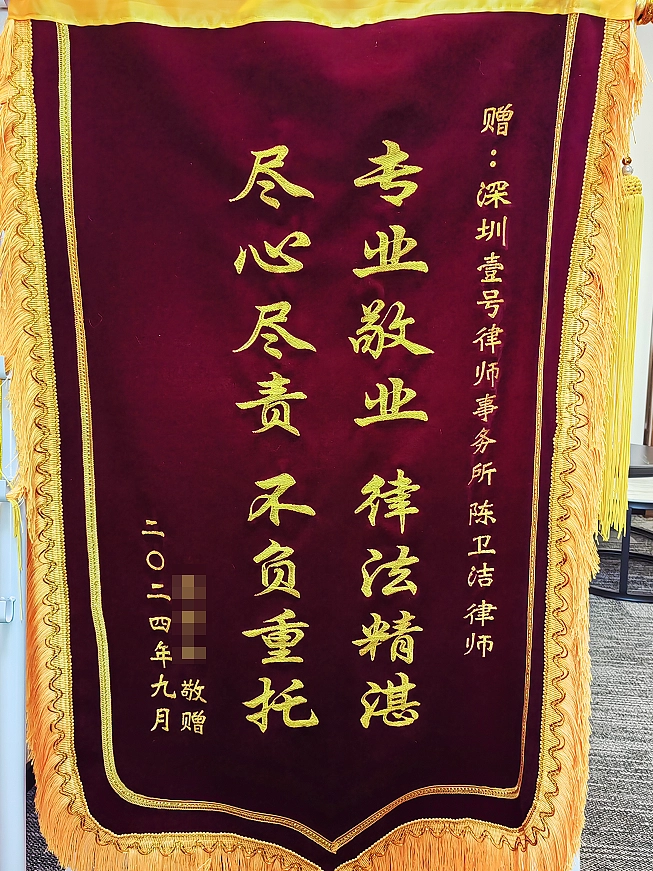 赠：深圳壹号律师事务所 陈卫洁 律师
专业敬业 律法精湛
尽心尽责 不负重托
敬赠
二〇二四年九月